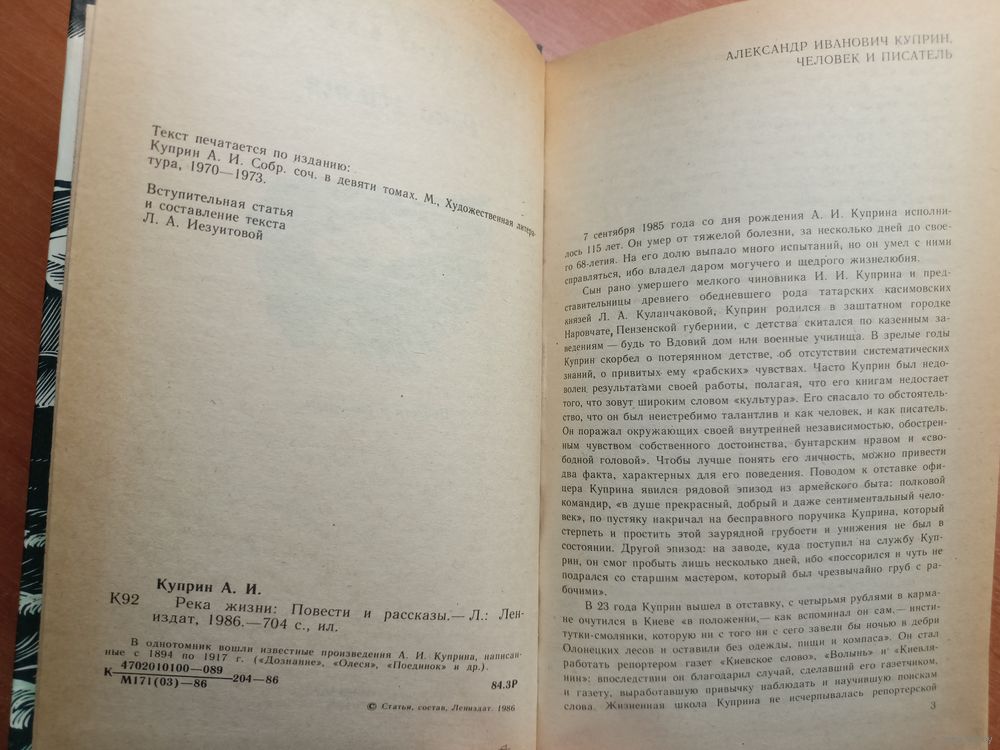 Текст печатается по изданию:
Куприн А. И. Собр. соч. в девяти томах. М., Художественная литера-
тура, 1970—1973.
Вступительная статья
и составление текста
Л. А. Иезуитовой
Куприн А. И.
К92 Река жизни: Повести и рассказы.— Л.: Лен-
издат, 1986.—704 с., ил.
В однотомник вошли известные произведения А. И. Куприна, написан-
ные с 1894 по 1917 г. («Дознание», «Олеся», «Поединок» и др.).
К 4702010100—089
М171(03)—86 204—86
84.3Р
© Статья, состав, Лениздат, 1986
АЛЕКСАНДР ИВАНОВИЧ КУПРИН,
ЧЕЛОВЕК И ПИСАТЕЛЬ
7 сентября 1985 года со дня рождения А. И. Куприна исполни-
лось 115 лет. Он умер от тяжелой болезни, за несколько дней до свое-
го 68-летия. На его долю выпало много испытаний, но он умел с ними
справляться, ибо владел даром могучего и щедрого жизнелюбия.
Сын рано умершего мелкого чиновника И. И. Куприна и пред-
ставительницы древнего обедневшего рода татарских касимовских
князей Л. А. Куланчаковой, Куприн родился в заштатном городке
Наровчате, Пензенской губернии, с детства скитался по казенным за-
ведениям — будь то Вдовий дом или военные училища. В зрелые годы
Куприн скорбел о потерянном детстве, об отсутствии систематических
знаний, о привитых ему «рабских» чувствах. Часто Куприн был недо-
волен результатами своей работы, полагая, что его книгам недостает
того, что зовут широким словом «культура». Его спасало то обстоятель-
ство, что он был неистребимо талантлив и как человек, и как писатель.
Он поражал окружающих своей внутренней независимостью, обострен-
ным чувством собственного достоинства, бунтарским нравом и «сво-
бодной головой». Чтобы лучше понять его личность, можно привести
два факта, характерных для его поведения. Поводом к отставке офи-
цера Куприна явился рядовой эпизод из армейского быта: полковой
командир, «в душе прекрасный, добрый и даже сентиментальный чело-
век», по пустяку накричал на бесправного поручика Куприна, который
стерпеть и простить этой заурядной грубости и унижения не был в
состоянии. Другой эпизод: на заводе, куда поступил на службу Куп-
рин, он смог пробыть лишь несколько дней, ибо «поссорился и чуть не
подрался со старшим мастером, который был чрезвычайно груб с ра-
бочими».
В 23 года Куприн вышел в отставку, с четырьмя рублями в карма-
не очутился в Киеве «в положении,— как вспоминал он сам,— инсти-
тутки-смолянки, которую ни с того ни с сего завели бы ночью в дебри
Олонецких лесов и оставили без одежды, пищи и компаса». Он стал
работать репортером газет «Киевское слово», «Волынь» и «Киевля-
нин»: впоследствии он благодарил случай, сделавший его газетчиком,
и газету, выработавшую привычку наблюдать и научившую поискам
слова. Жизненная школа Куприна не исчерпывалась репортерской
3